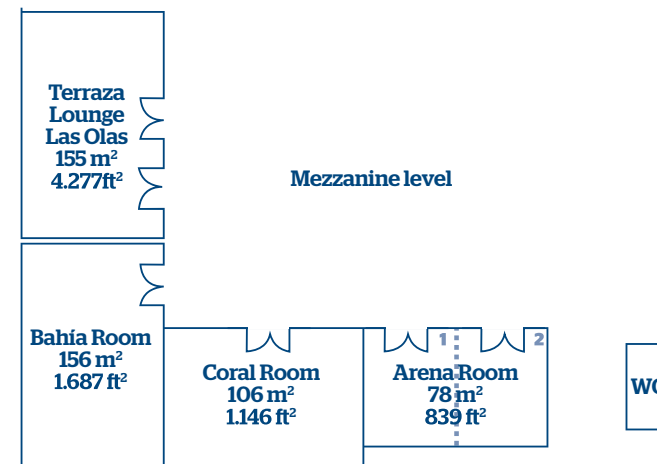 Terraza
Lounge
Las Olas
155 m²
4.277ft²
Mezzanine level
Bahía Room
156 m²
1.687 ft²
Coral Room
106 m²
1.146 ft²
1
2
Arena Room
78 m²
839 ft²